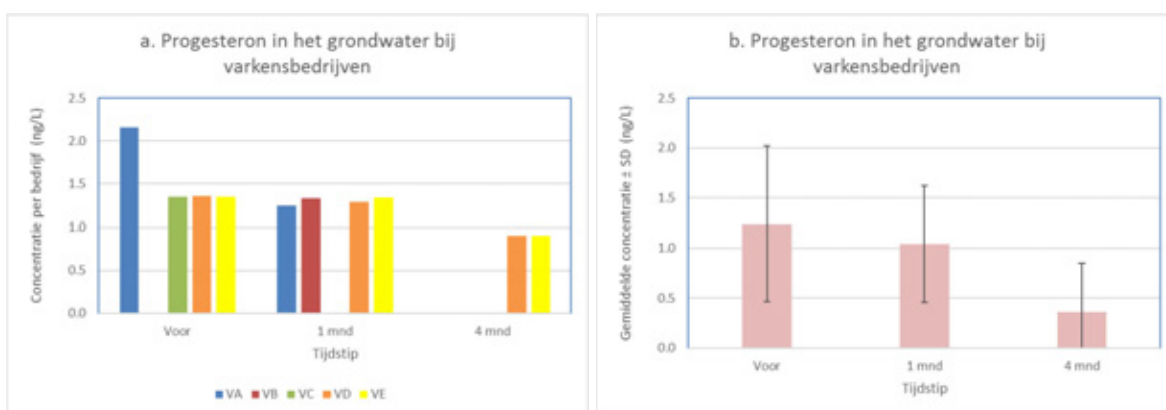 a. Progesteron in het grondwater bij
varkensbedrijven
Concentratie per bedrijf (ng/L)
2.5
2.0
1.5
1.0
0.5
0.0
Voor 1 mnd 4 mnd
Tijdstip
VA VB VC VD VE
b. Progesteron in het grondwater bij
varkensbedrijven
Gemiddelde concentratie ± SD (ng/L)
2.5
2.0
1.5
1.0
0.5
0.0
Voor 1 mnd 4 mnd
Tijdstip